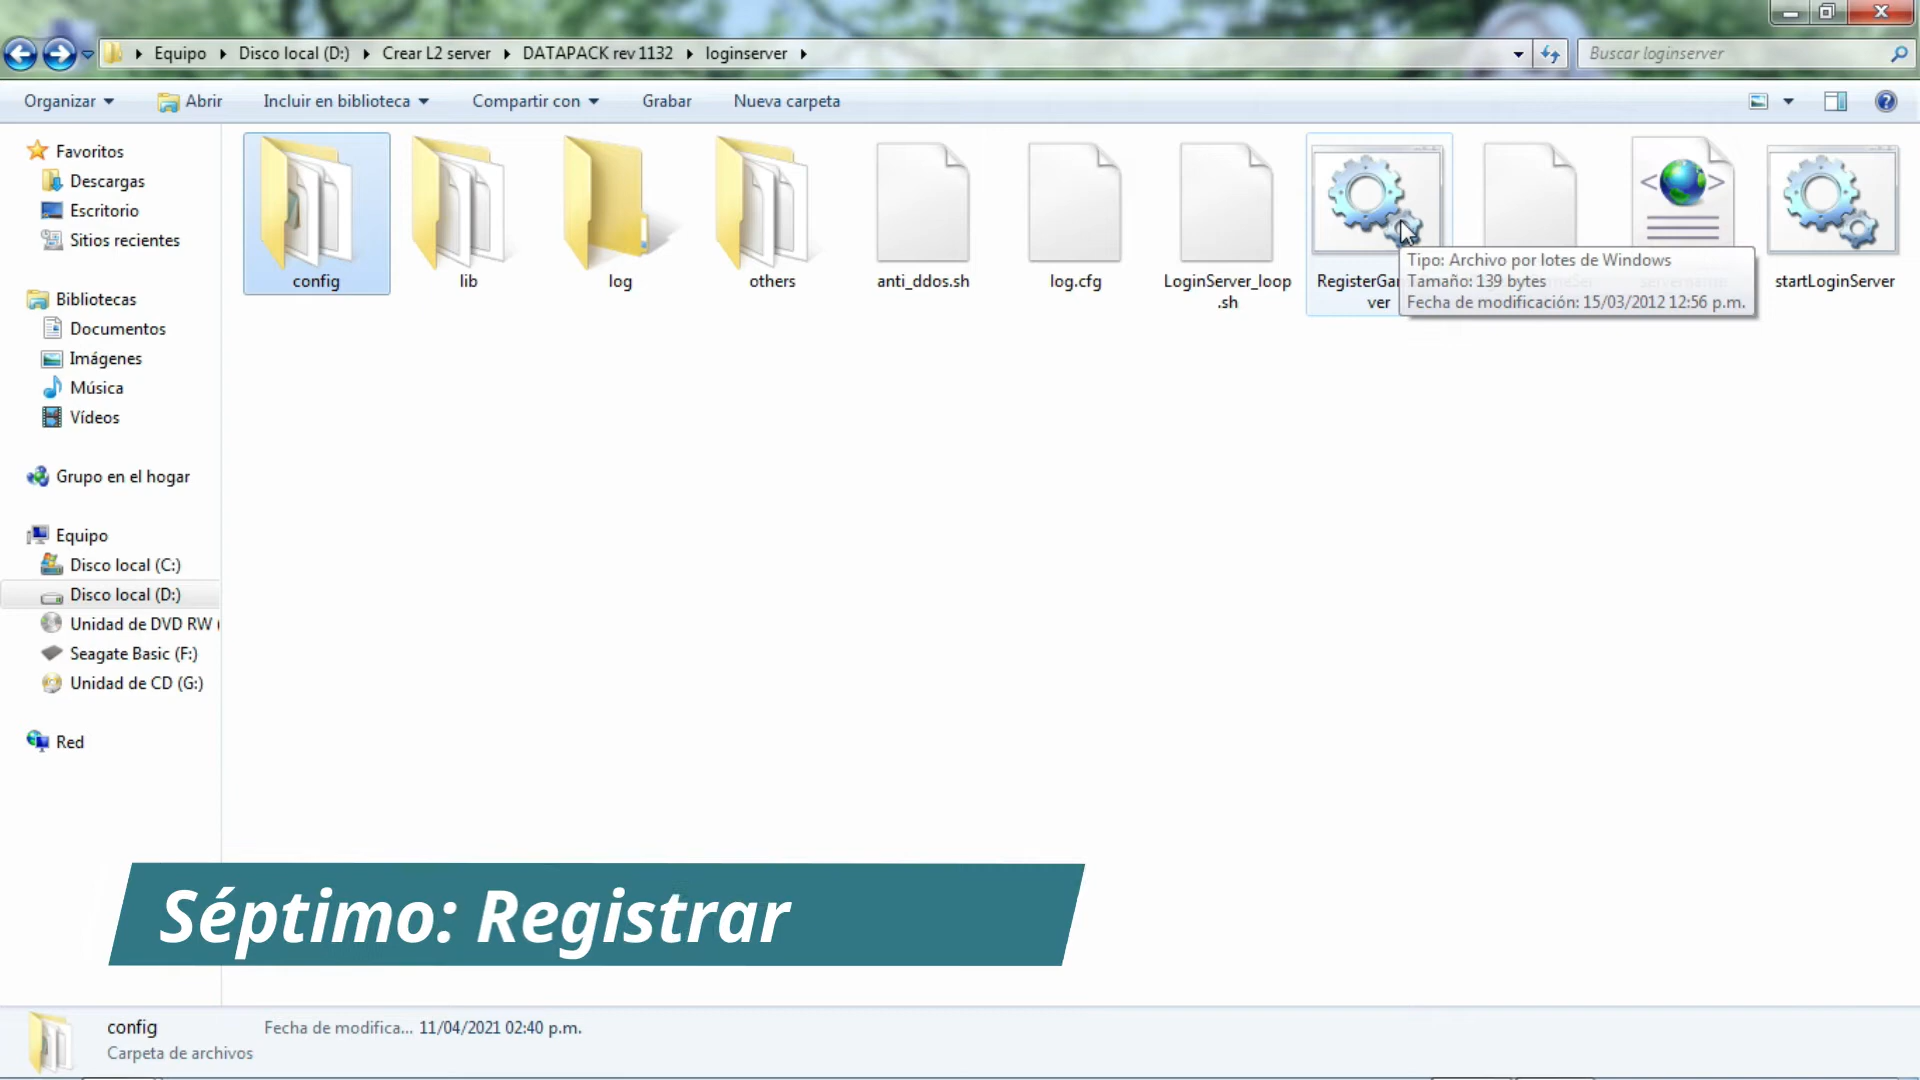 Equipo
Disco local (D:)
Crear L2 server
DATAPACK rev 1132
loginserver
Buscar loginserver
Organizar
Abrir
Incluir en biblioteca
Compartir con
Grabar
Nueva carpeta
Favoritos
Descargas
Escritorio
Sitios recientes
Bibliotecas
Documentos
Imágenes
Música
Vídeos
Grupo en el hogar
Equipo
Disco local (C:)
Disco local (D:)
Unidad de DVD RW (
Seagate Basic (F:)
Unidad de CD (G:)
Red
config
lib
log
others
anti_ddos.sh
log.cfg
LoginServer_loop
.sh
RegisterGa
ver
startLoginServer
Tipo: Archivo por lotes de Windows
Tamaño: 139 bytes
Fecha de modificación: 15/03/2012 12:56 p.m.
Séptimo: Registrar
config
Fecha de modifica... 11/04/2021 02:40 p.m.
Carpeta de archivos